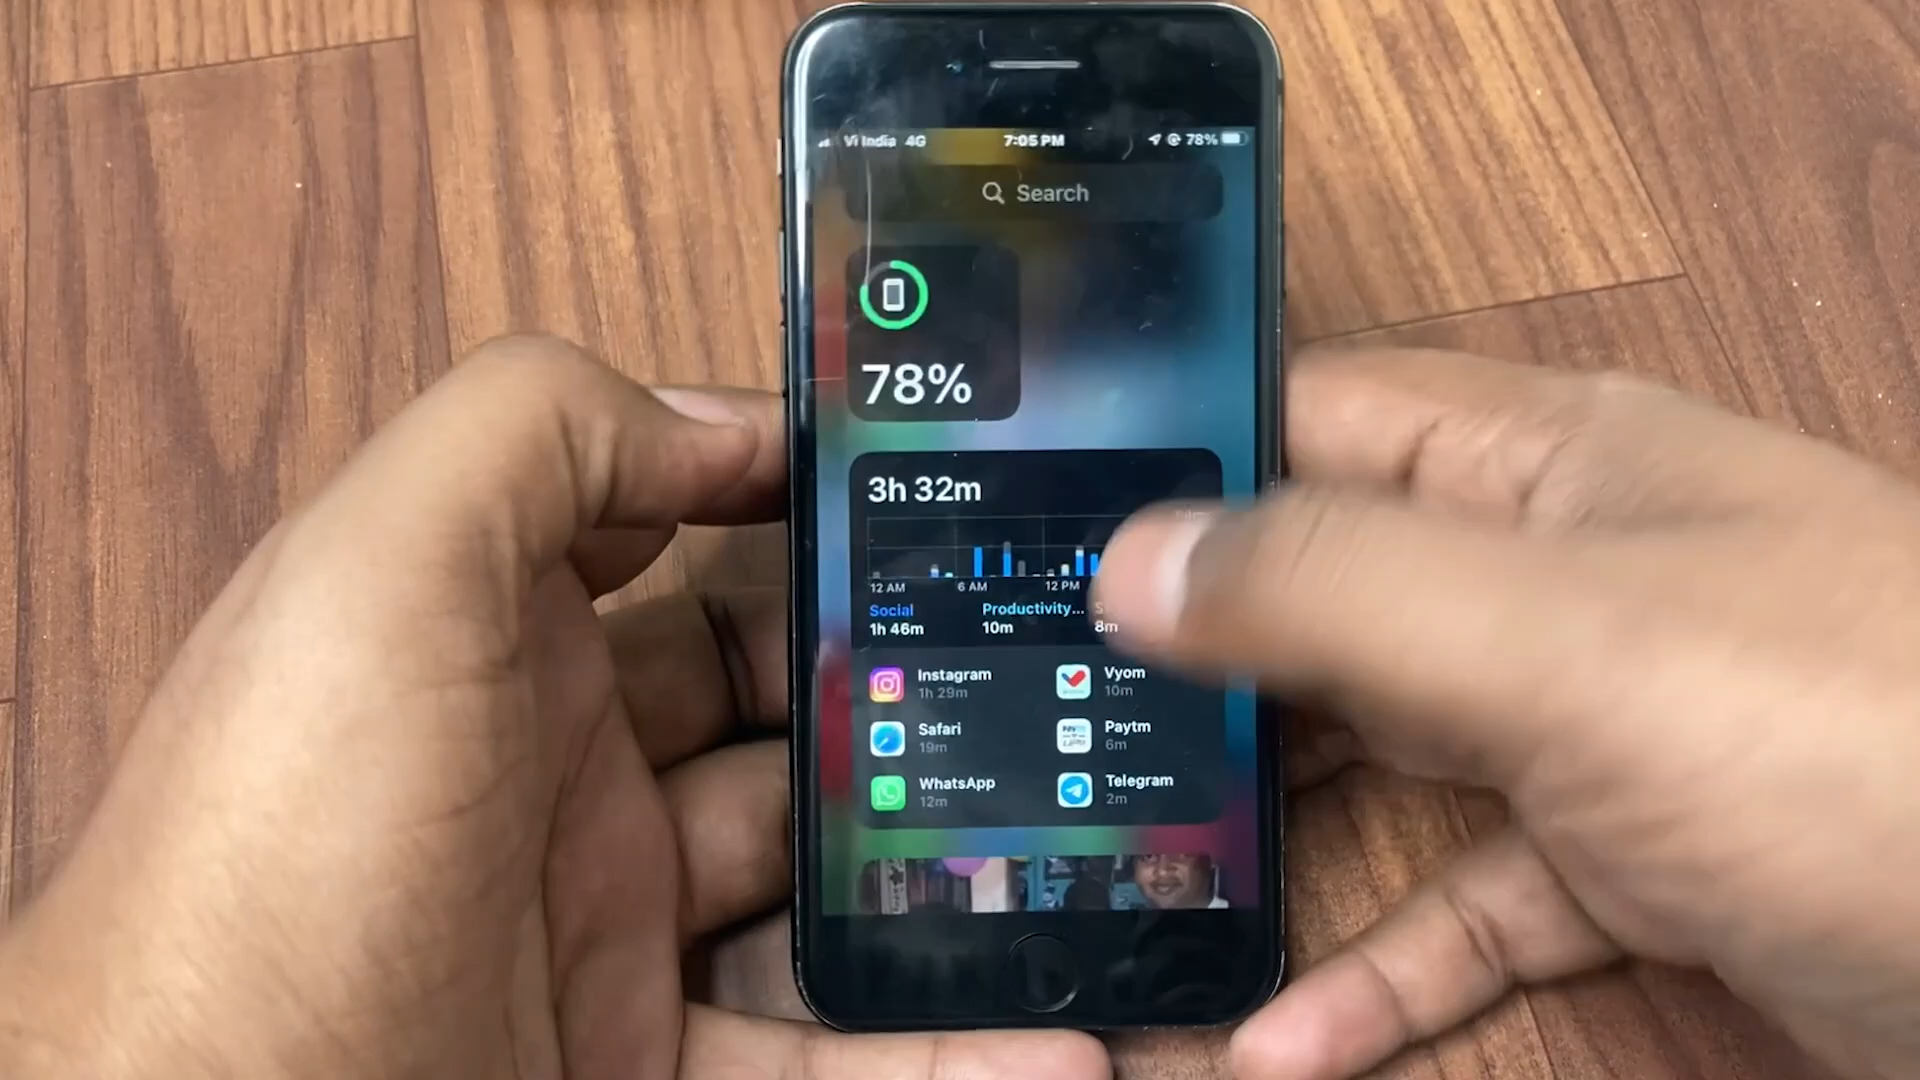 Vi India 4G 7:05 PM 78%
Search
78%
3h 32m
12 AM 6 AM 12 PM
Social Productivity...
1h 46m 10m 8m
Instagram Vyom
1h 29m 10m
Safari Paytm
19m 6m
WhatsApp Telegram
12m 2m